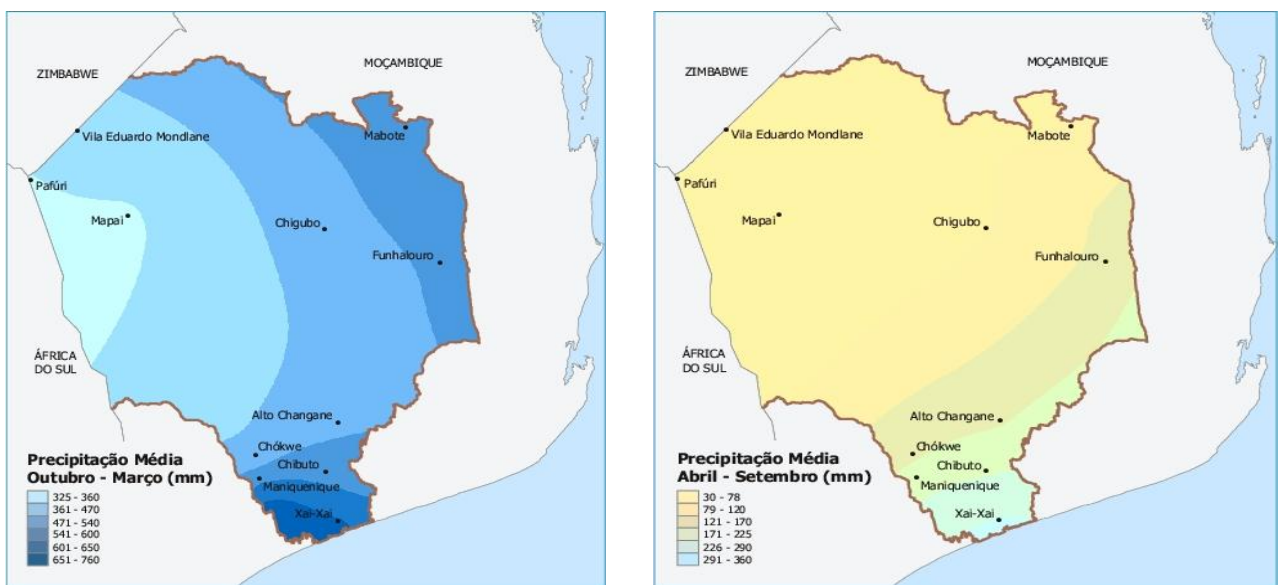 ZIMBABWE
MOÇAMBIQUE
Vila Eduardo Mondlane
Mabote
Pafúri
Mapai
Chigubo
Funhalouro
ÁFRICA
DO SUL
Alto Changane
Chókwe
Chibuto
Maniquenique
Xai-Xai
Precipitação Média
Outubro - Março (mm)
325 - 360
361 - 470
471 - 540
541 - 600
601 - 650
651 - 760
ZIMBABWE
MOÇAMBIQUE
Vila Eduardo Mondlane
Mabote
Pafúri
Mapai
Chigubo
Funhalouro
ÁFRICA
DO SUL
Alto Changane
Chókwe
Chibuto
Maniquenique
Xai-Xai
Precipitação Média
Abril - Setembro (mm)
30 - 78
79 - 120
121 - 170
171 - 225
226 - 290
291 - 360